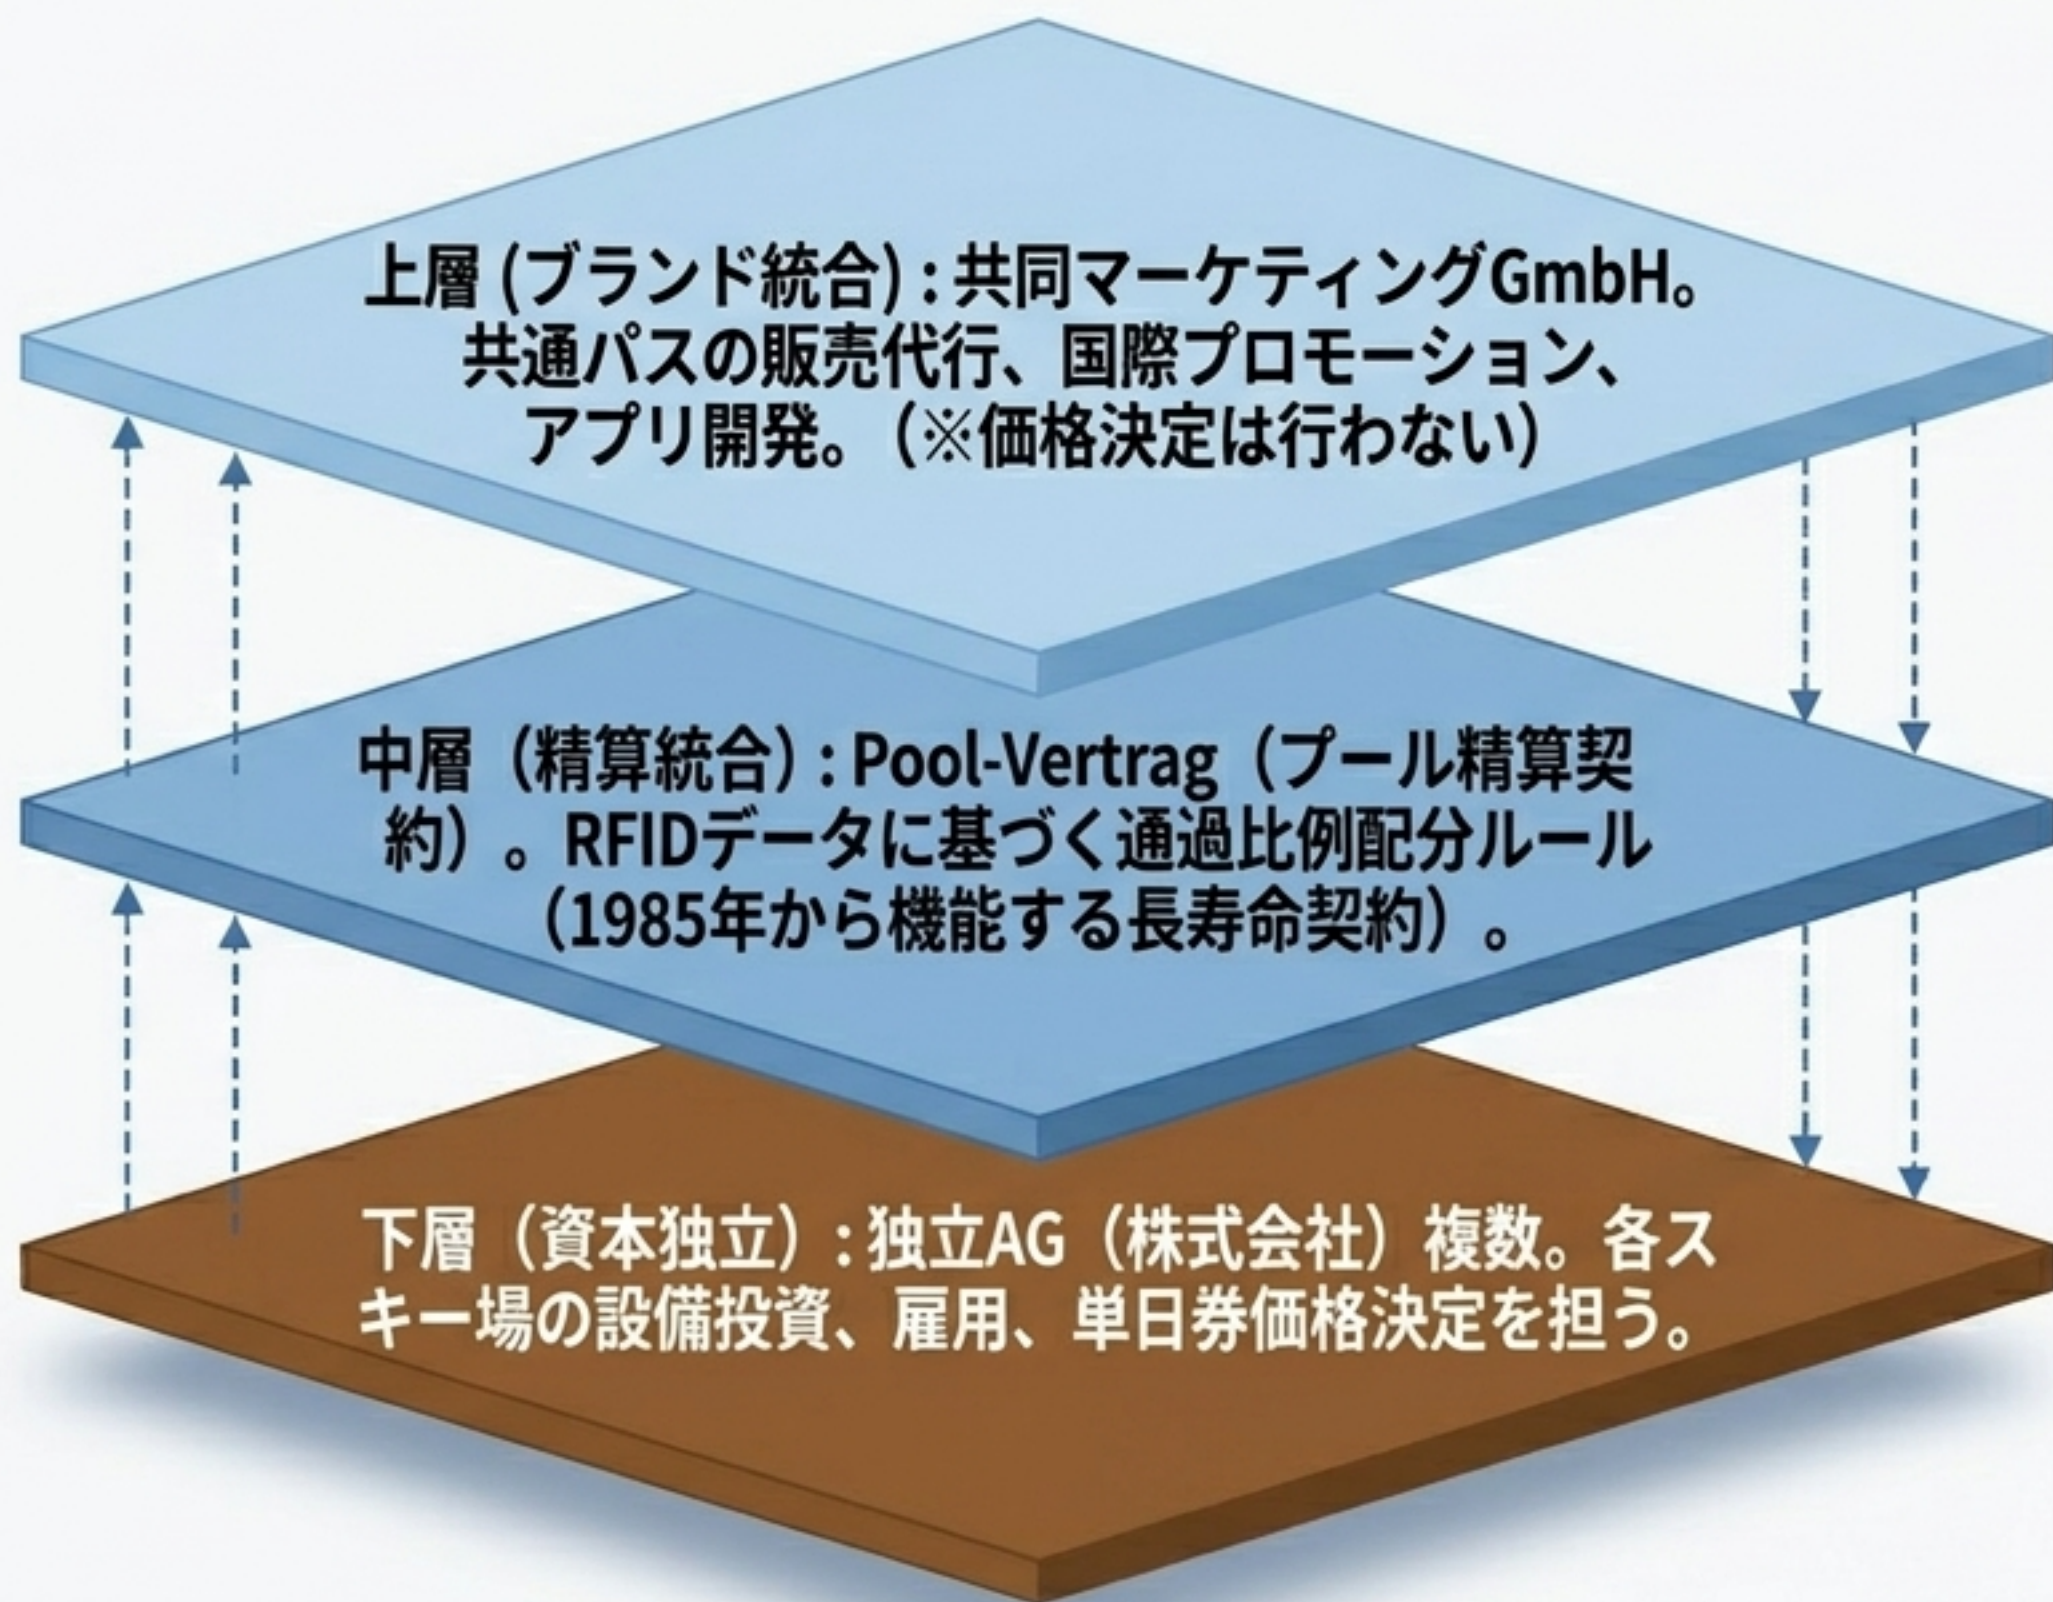 上層 (ブランド統合) : 共同マーケティングGmbH。
共通パスの販売代行、国際プロモーション、
アプリ開発。（※価格決定は行わない）
中層（精算統合）: Pool-Vertrag（プール精算契
約）。RFIDデータに基づく通過比例配分ルール
（1985年から機能する長寿命契約）。
下層（資本独立）: 独立AG（株式会社）複数。各ス
キー場の設備投資、雇用、単日券価格決定を担う。